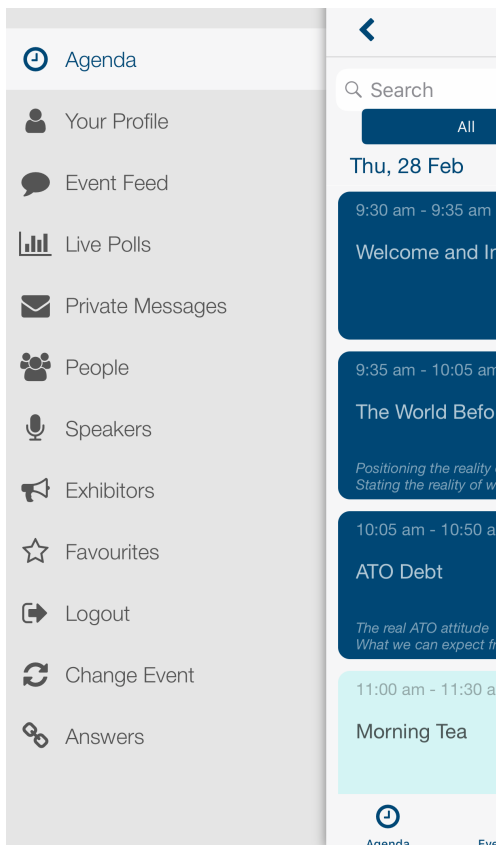 Agenda
Your Profile
Event Feed
Live Polls
Private Messages
People
Speakers
Exhibitors
Favourites
Logout
Change Event
Answers
Search
All
Thu, 28 Feb
9:30 am - 9:35 am
Welcome and
9:35 am - 10:05 am
The World
Positioning the reality
Stating the reality of
10:05 am - 10:50
ATO Debt
The real ATO attitude
What we can expect
11:00 am - 11:30
Morning Tea
Agenda